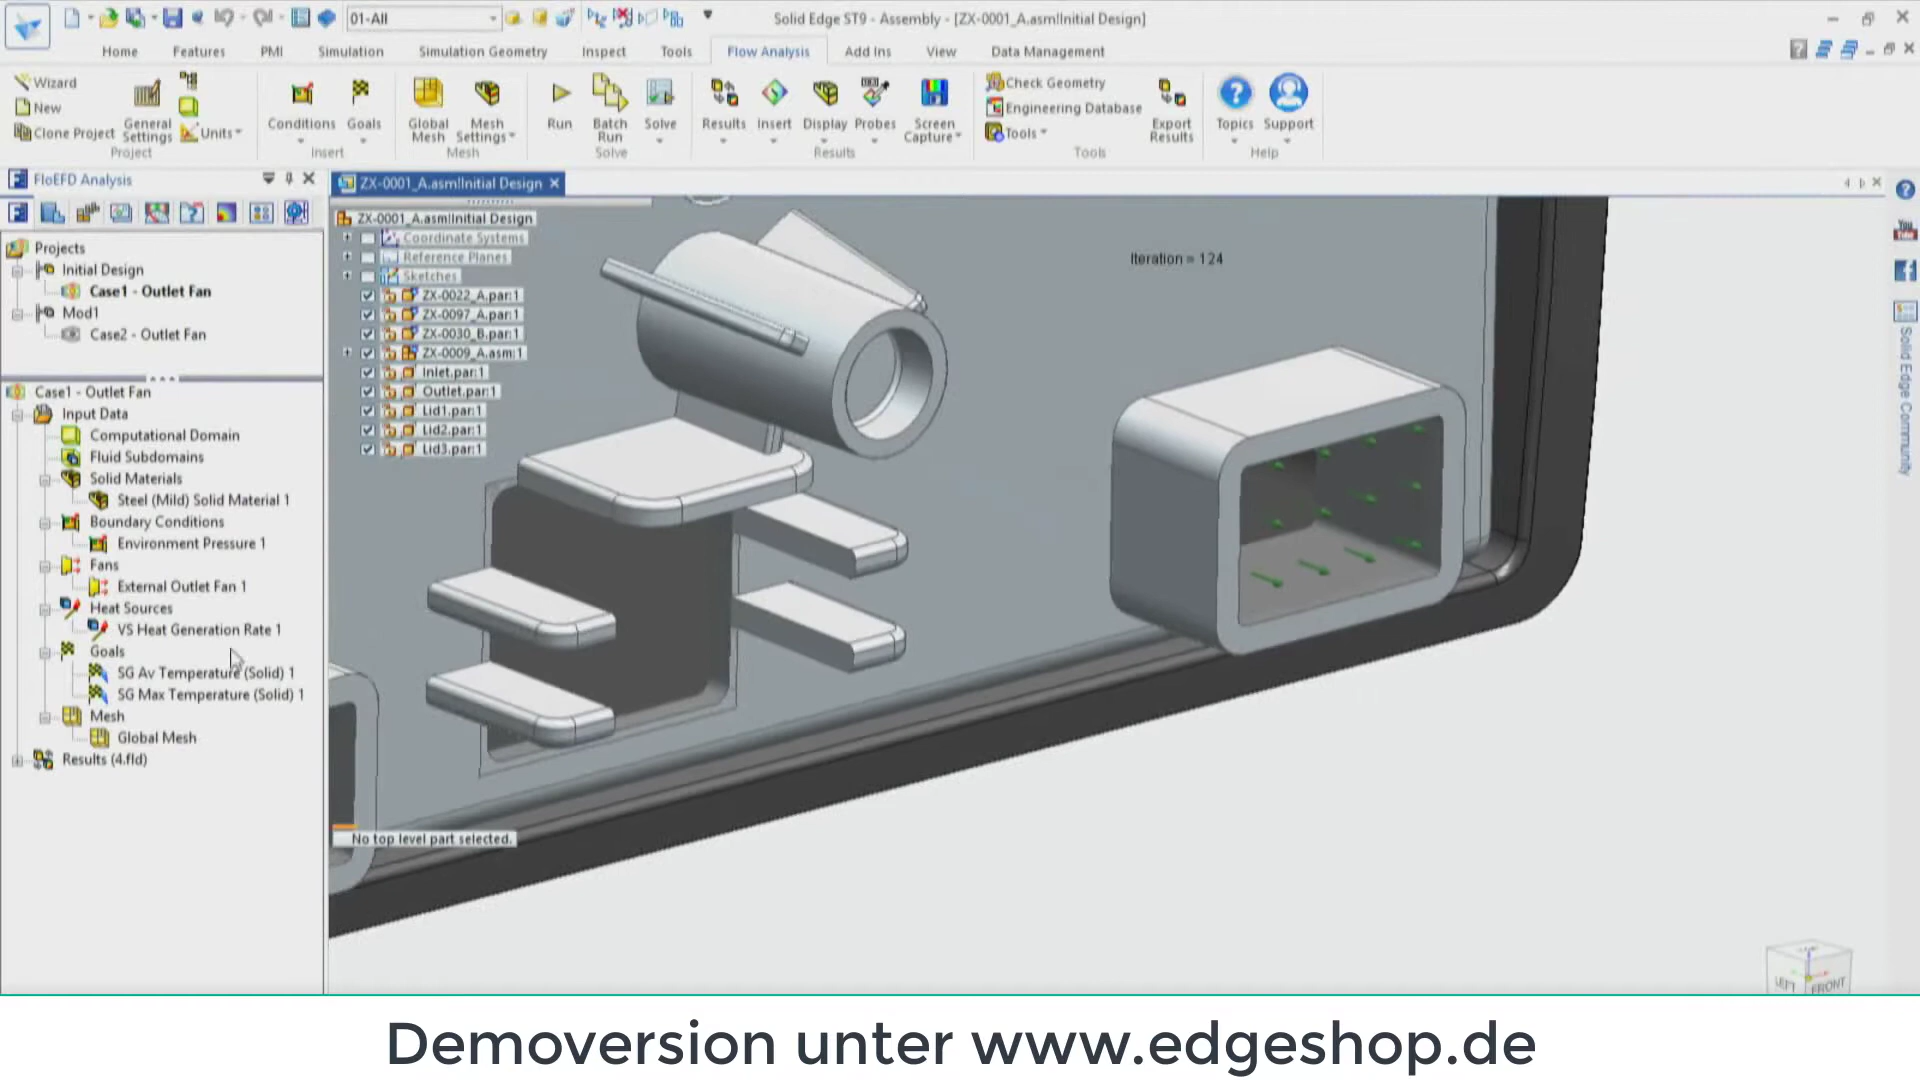 01-All
Solid Edge ST9 - Assembly - [ZX-0001_A.asm!Initial Design]
Home Features PMI Simulation Simulation Geometry Inspect Tools Flow Analysis Add Ins View Data Management
Wizard
New
Clone Project
General Settings
Units
Project
Conditions
Goals
Insert
Global Mesh
Mesh Settings
Mesh
Run
Batch Run
Solve
Solve
Results
Insert
Display
Probes
Screen Capture
Results
Check Geometry
Engineering Database
Tools
Export Results
Tools
Topics
Support
Help
FloEFD Analysis
ZX-0001_A.asm!Initial Design
Projects
Initial Design
Case1 - Outlet Fan
Mod1
Case2 - Outlet Fan
Case1 - Outlet Fan
Input Data
Computational Domain
Fluid Subdomains
Solid Materials
Steel (Mild) Solid Material 1
Boundary Conditions
Environment Pressure 1
Fans
External Outlet Fan 1
Heat Sources
VS Heat Generation Rate 1
Goals
SG Av Temperature (Solid) 1
SG Max Temperature (Solid) 1
Mesh
Global Mesh
Results (4.fld)
ZX-0001_A.asm!Initial Design
Coordinate Systems
Reference Planes
Sketches
ZX-0022_A.par:1
ZX-0097_A.par:1
ZX-0030_B.par:1
ZX-0009_A.asm:1
Inlet.par:1
Outlet.par:1
Lid1.par:1
Lid2.par:1
Lid3.par:1
Iteration = 124
No top level part selected.
Solid Edge Community
LEFT
FRONT
Demoversion unter www.edgeshop.de